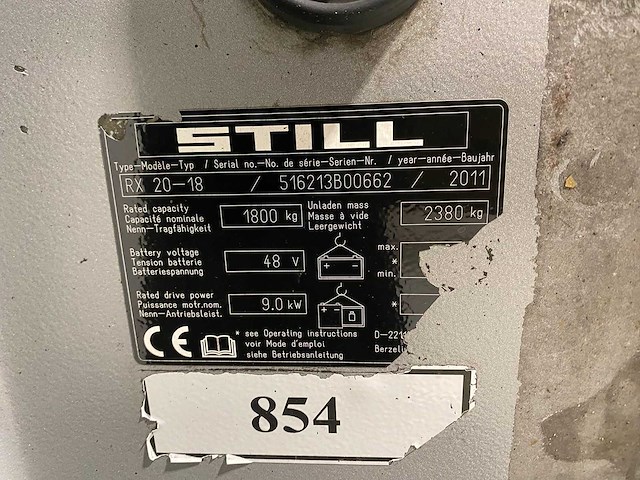 STILL
Type-Modèle-Typ / Serial no.-No. de série-Serien-Nr. / year-année-Baujahr
RX 20-18 / 516213B00662 / 2011
Rated capacity
Capacité nominale
Nenn-Tragfähigkeit
1800 kg
Unladen mass
Masse à vide
Leergewicht
2380 kg
Battery voltage
Tension batterie
Batteriespannung
48 V
max.
*
min.
Rated drive power
Puissance motr.nom.
Nenn-Antriebsleist.
9.0 kW
*
CE
* see Operating instructions
voir Mode d'emploi
siehe Betriebsanleitung
D-221
Berzeli
854